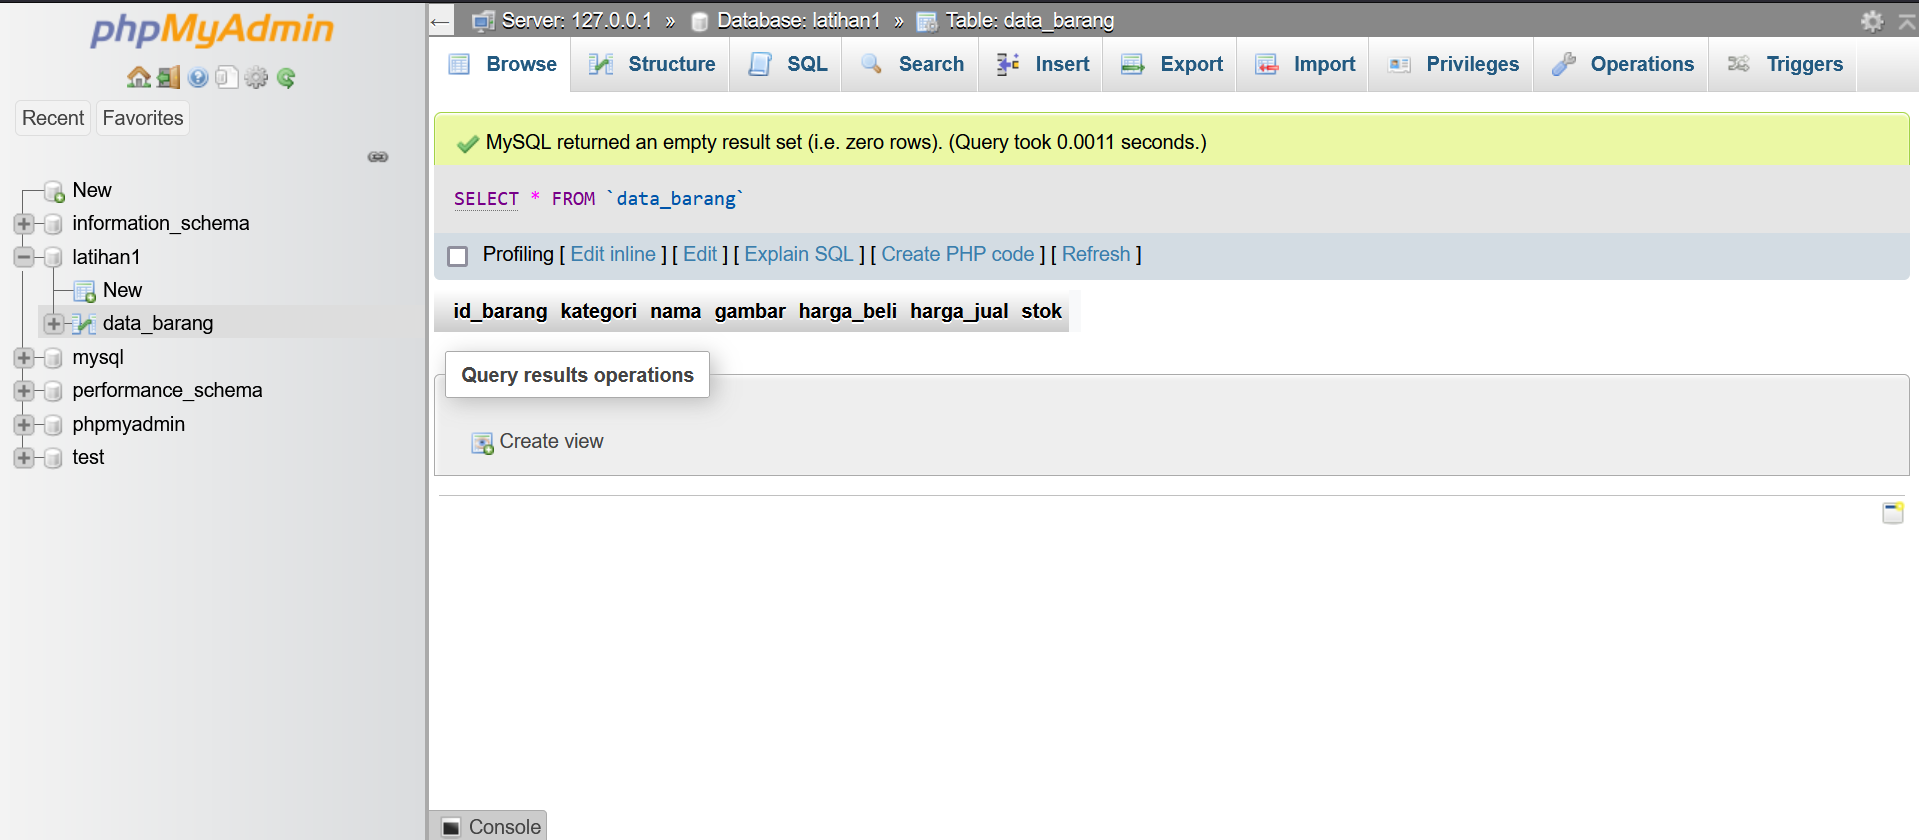 phpMyAdmin
Recent Favorites
New
information_schema
latihan1
New
data_barang
mysql
performance_schema
phpmyadmin
test
Server: 127.0.0.1 » Database: latihan1 » Table: data_barang
Browse Structure SQL Search Insert Export Import Privileges Operations Triggers
MySQL returned an empty result set (i.e. zero rows). (Query took 0.0011 seconds.)
SELECT * FROM `data_barang`
Profiling [ Edit inline ] [ Edit ] [ Explain SQL ] [ Create PHP code ] [ Refresh ]
id_barang kategori nama gambar harga_beli harga_jual stok
Query results operations
Create view
Console